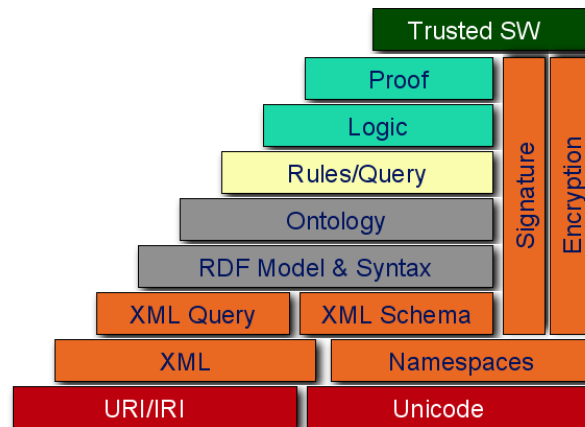 Trusted SW
Proof
Logic
Rules/Query
Ontology
RDF Model & Syntax
XML Query
XML Schema
Signature
Encryption
XML
Namespaces
URI/IRI
Unicode